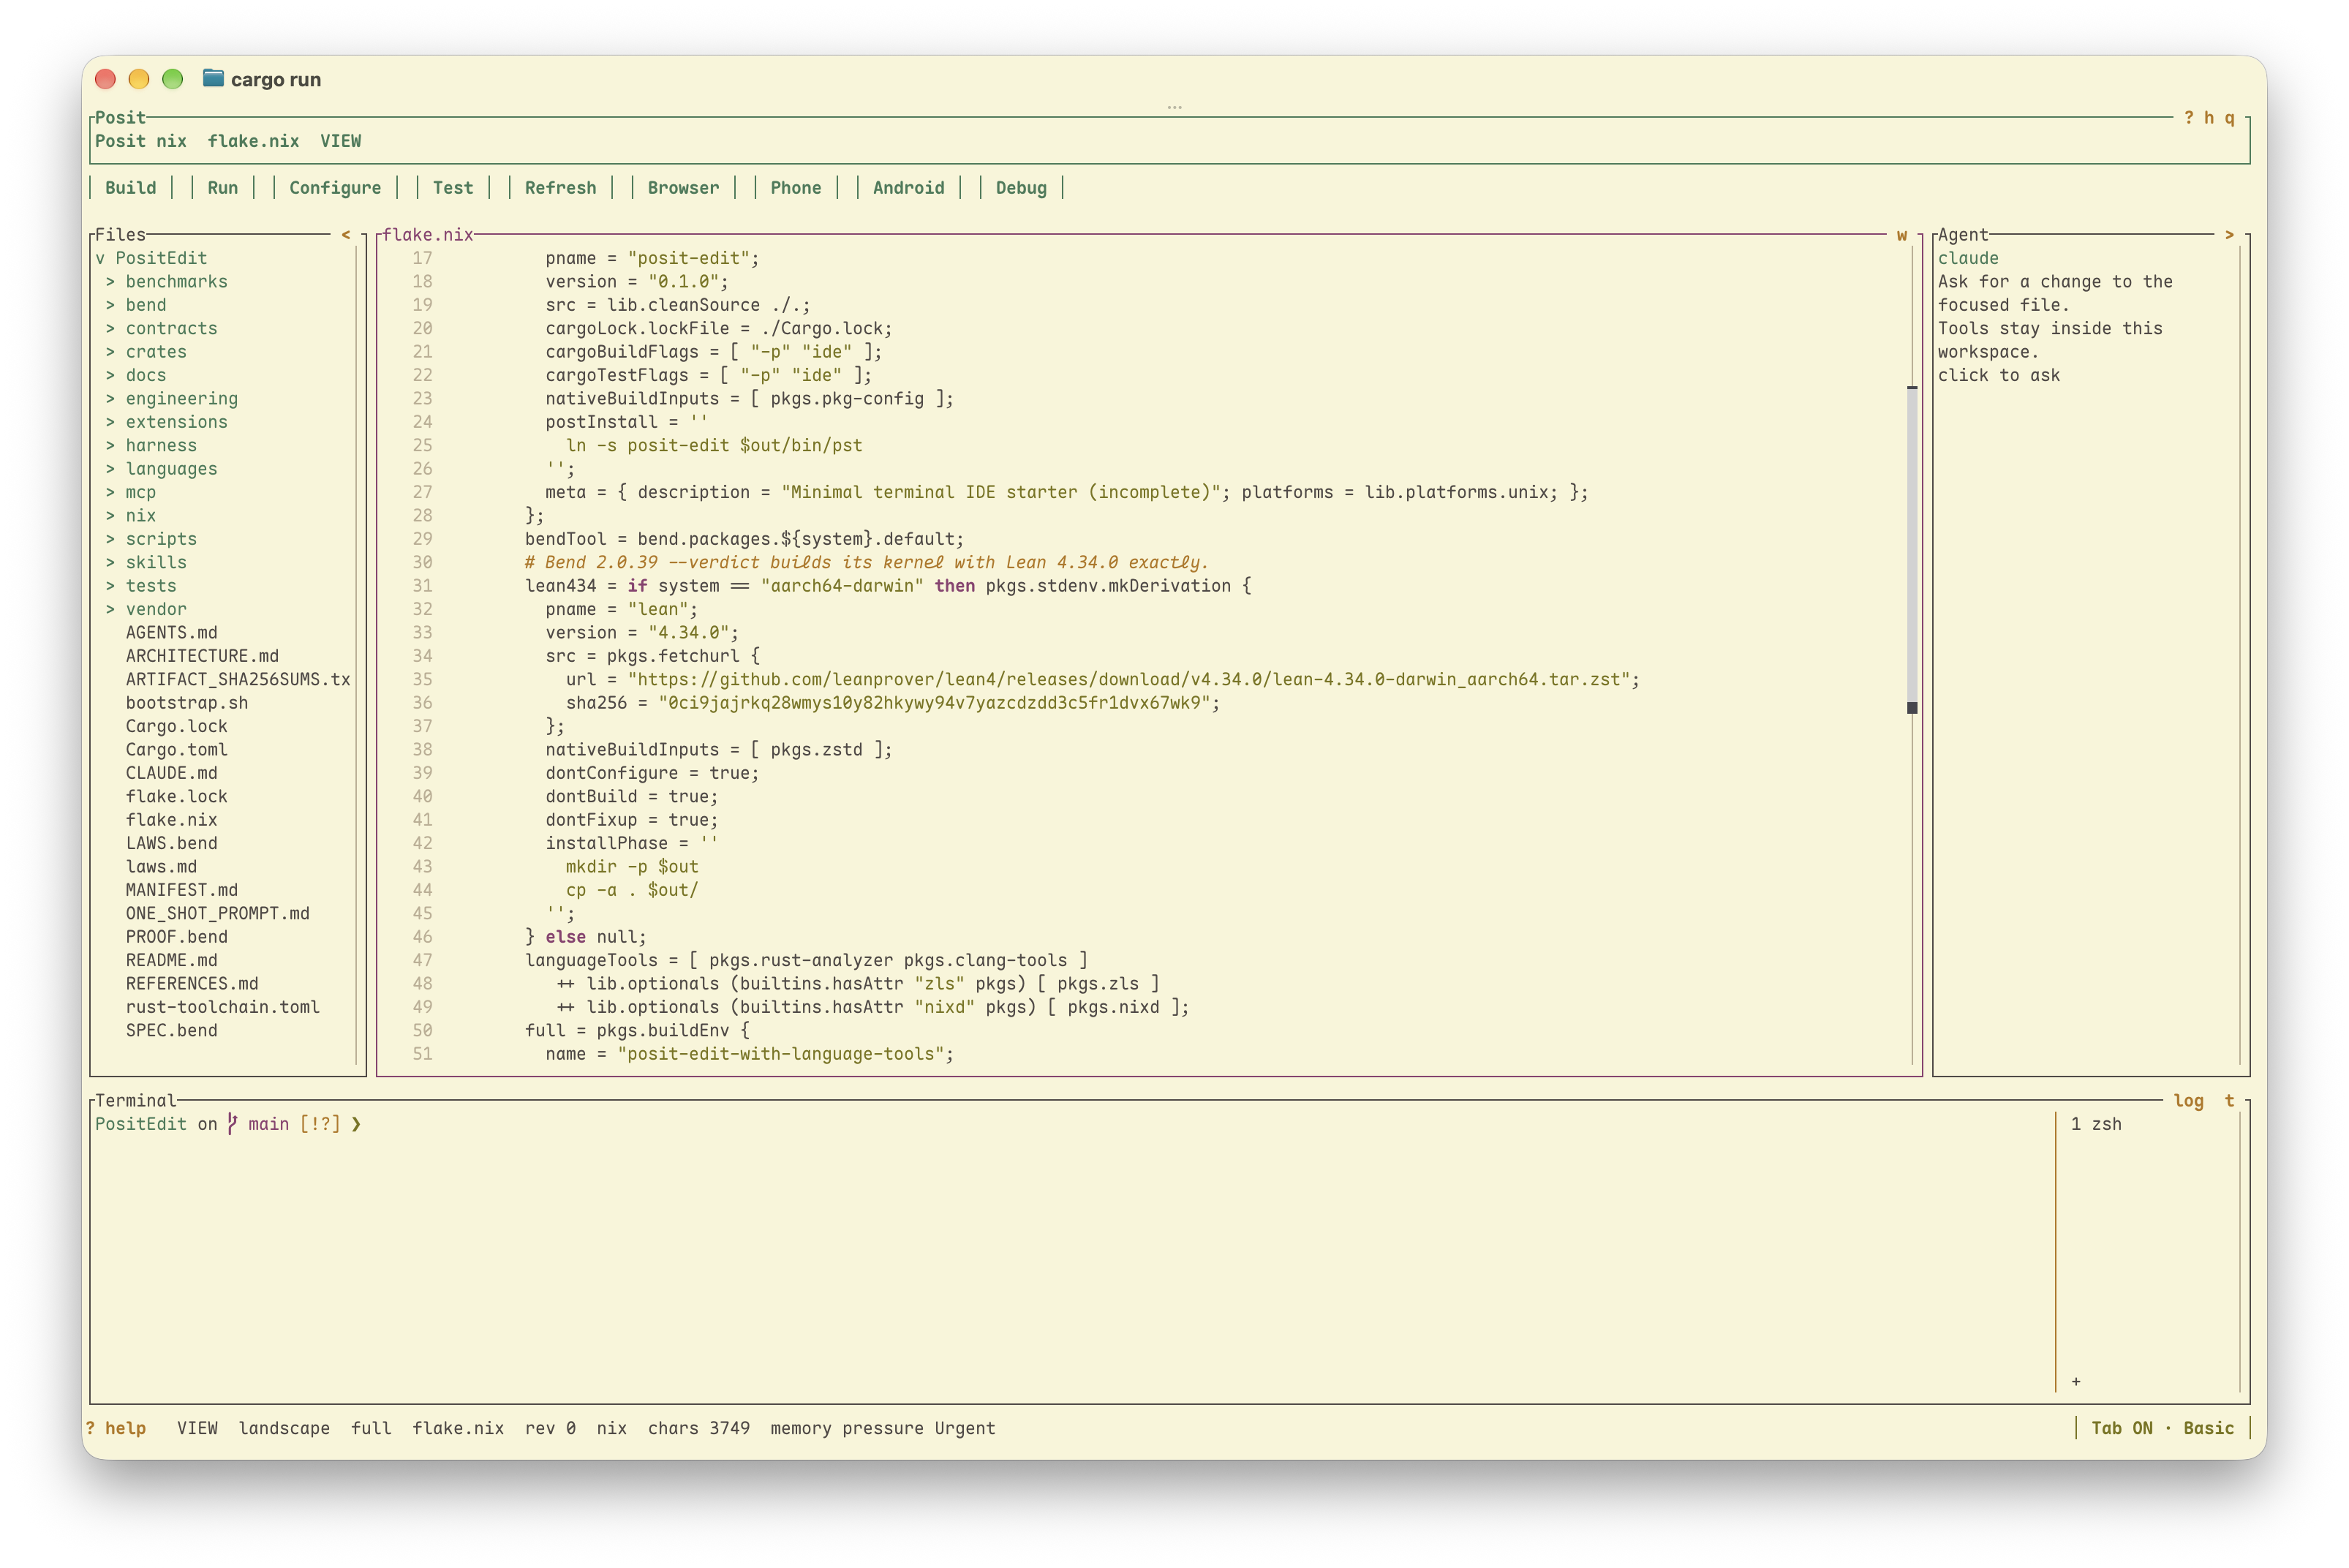 cargo run
...
Posit ? h q
Posit nix flake.nix VIEW
Build Run Configure Test Refresh Browser Phone Android Debug
Files <
v PositEdit
> benchmarks
> bend
> contracts
> crates
> docs
> engineering
> extensions
> harness
> languages
> mcp
> nix
> scripts
> skills
> tests
> vendor
AGENTS.md
ARCHITECTURE.md
ARTIFACT_SHA256SUMS.tx
bootstrap.sh
Cargo.lock
Cargo.toml
CLAUDE.md
flake.lock
flake.nix
LAWS.bend
laws.md
MANIFEST.md
ONE_SHOT_PROMPT.md
PROOF.bend
README.md
REFERENCES.md
rust-toolchain.toml
SPEC.bend
flake.nix w
17 pname = "posit-edit";
18 version = "0.1.0";
19 src = lib.cleanSource ./.;
20 cargoLock.lockFile = ./Cargo.lock;
21 cargoBuildFlags = [ "-p" "ide" ];
22 cargoTestFlags = [ "-p" "ide" ];
23 nativeBuildInputs = [ pkgs.pkg-config ];
24 postInstall = ''
25 ln -s posit-edit $out/bin/pst
26 '';
27 meta = { description = "Minimal terminal IDE starter (incomplete)"; platforms = lib.platforms.unix; };
28 };
29 bendTool = bend.packages.${system}.default;
30 # Bend 2.0.39 --verdict builds its kernel with Lean 4.34.0 exactly.
31 lean434 = if system == "aarch64-darwin" then pkgs.stdenv.mkDerivation {
32 pname = "lean";
33 version = "4.34.0";
34 src = pkgs.fetchurl {
35 url = "https://github.com/leanprover/lean4/releases/download/v4.34.0/lean-4.34.0-darwin_aarch64.tar.zst";
36 sha256 = "0ci9jajrkq28wmys10y82hkywy94v7yazcdzdd3c5fr1dvx67wk9";
37 };
38 nativeBuildInputs = [ pkgs.zstd ];
39 dontConfigure = true;
40 dontBuild = true;
41 dontFixup = true;
42 installPhase = ''
43 mkdir -p $out
44 cp -a . $out/
45 '';
46 } else null;
47 languageTools = [ pkgs.rust-analyzer pkgs.clang-tools ]
48 ++ lib.optionals (builtins.hasAttr "zls" pkgs) [ pkgs.zls ]
49 ++ lib.optionals (builtins.hasAttr "nixd" pkgs) [ pkgs.nixd ];
50 full = pkgs.buildEnv {
51 name = "posit-edit-with-language-tools";
Agent >
claude
Ask for a change to the
focused file.
Tools stay inside this
workspace.
click to ask
Terminal log t
PositEdit on main [!?] ❯
1 zsh
+
? help VIEW landscape full flake.nix rev 0 nix chars 3749 memory pressure Urgent
Tab ON · Basic